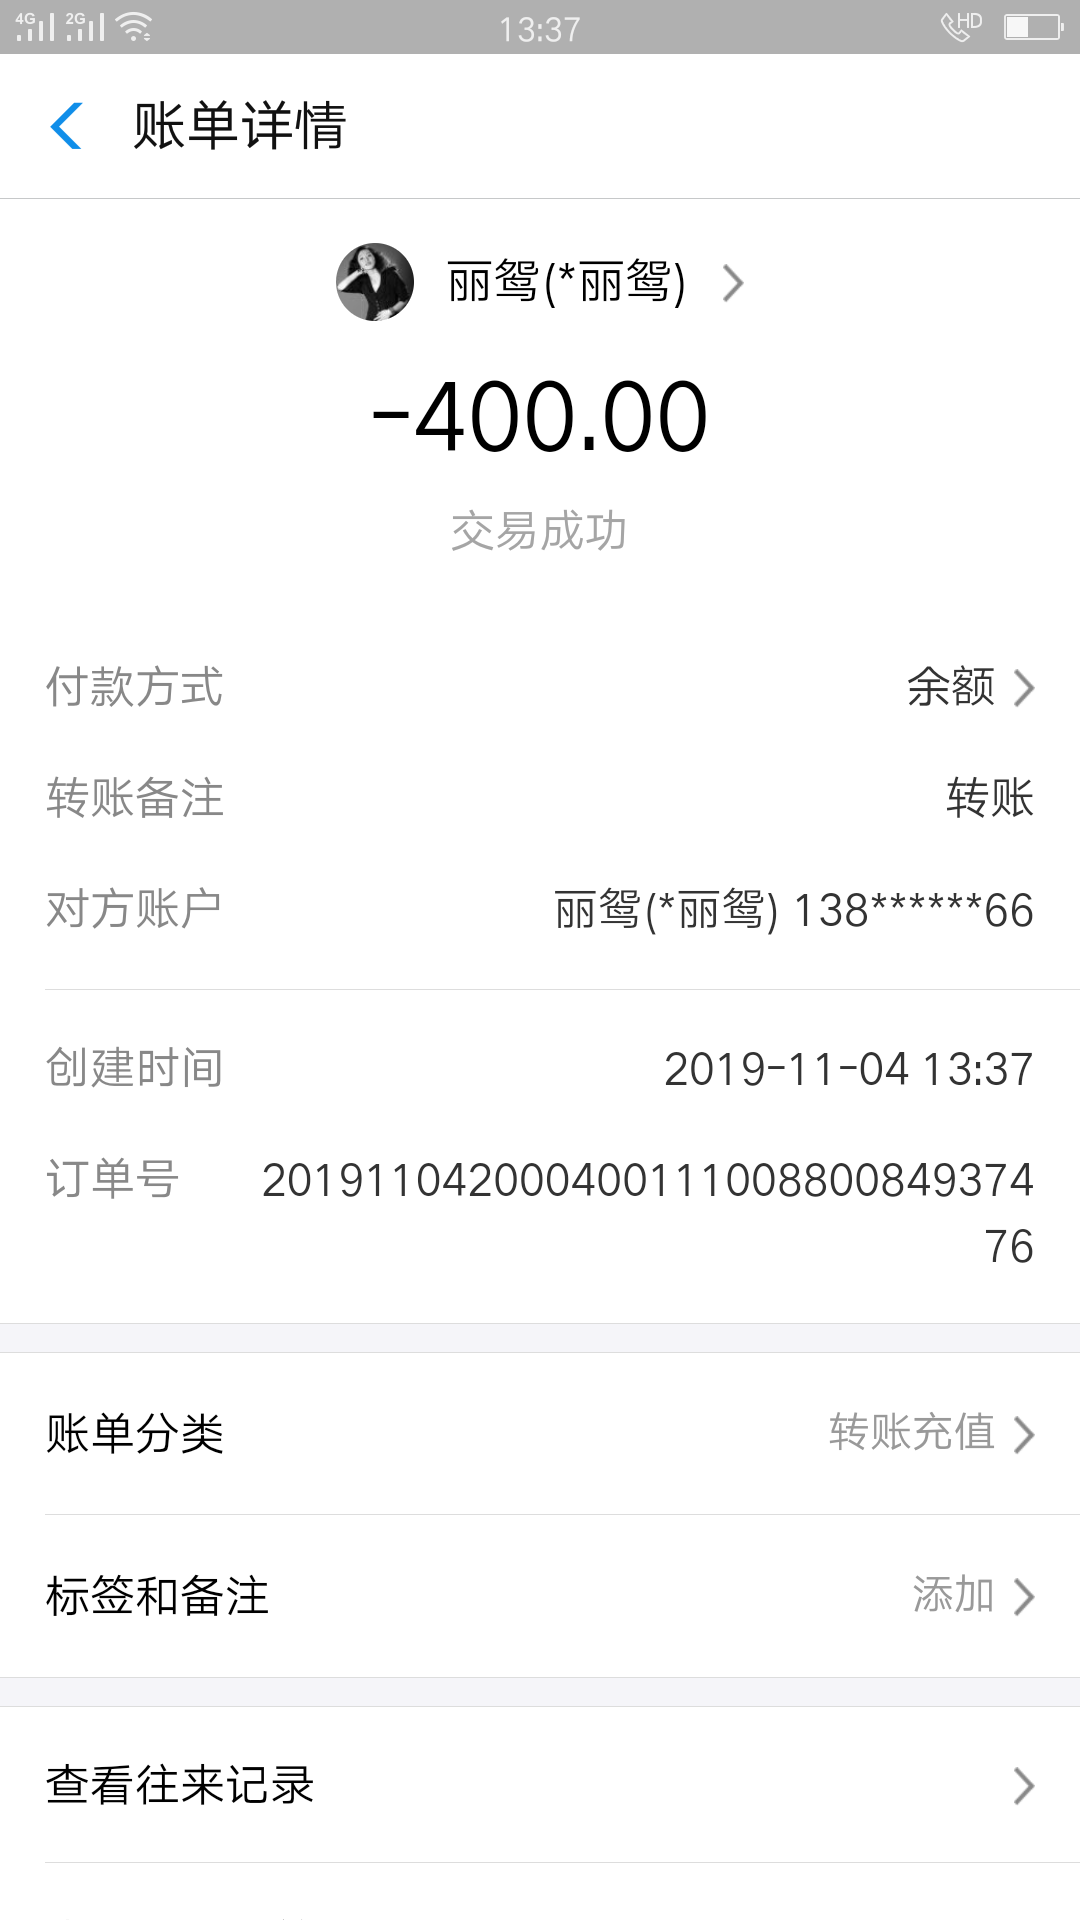 4G 2G 13:37 HD
账单详情
丽鸳(*丽鸳)
-400.00
交易成功
付款方式 余额
转账备注 转账
对方账户 丽鸳(*丽鸳) 138******66
创建时间 2019-11-04 13:37
订单号 201911042000400111008800849374
76
账单分类 转账充值
标签和备注 添加
查看往来记录